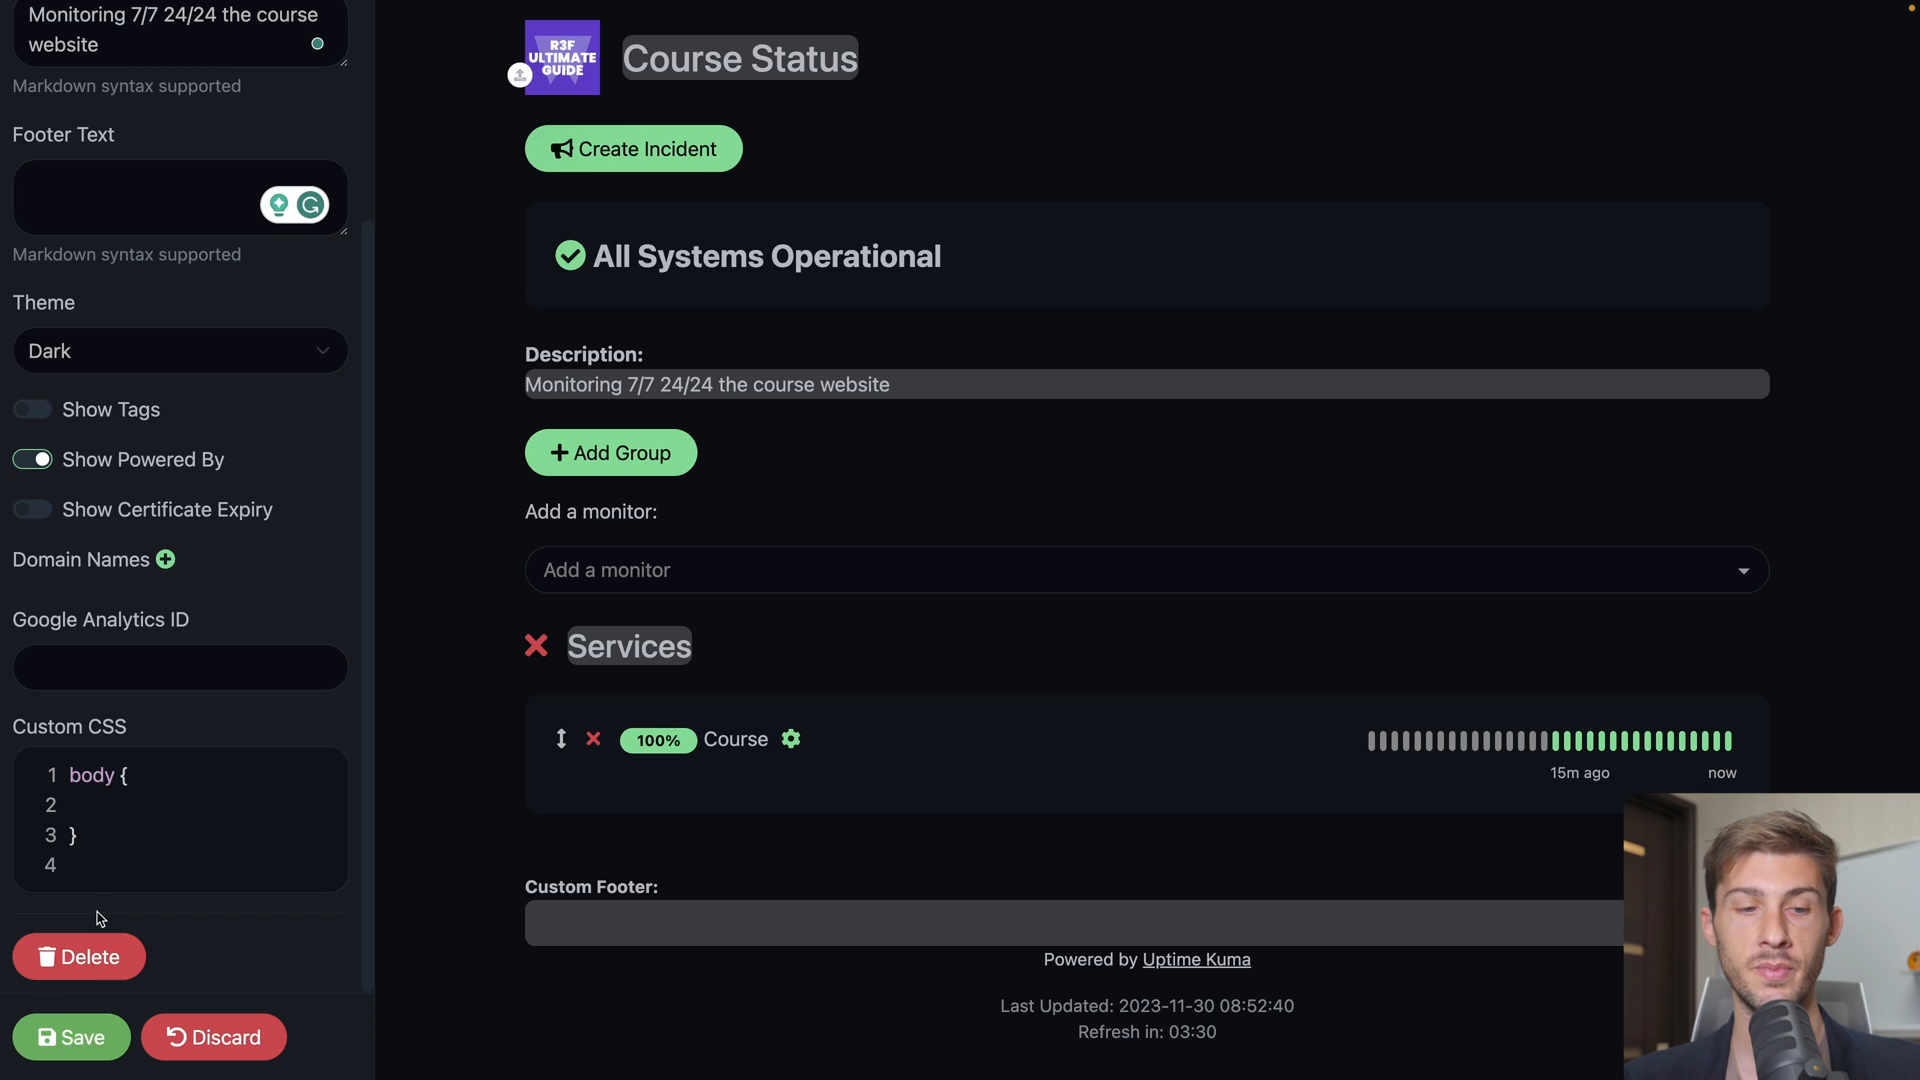 Monitoring 7/7 24/24 the course
website
Markdown syntax supported
Footer Text
Markdown syntax supported
Theme
Dark
Show Tags
Show Powered By
Show Certificate Expiry
Domain Names
Google Analytics ID
Custom CSS
1 body {
2
3 }
4
Delete
Save
Discard
R3F
ULTIMATE
GUIDE
Course Status
Create Incident
All Systems Operational
Description:
Monitoring 7/7 24/24 the course website
Add Group
Add a monitor:
Add a monitor
Services
100% Course
15m ago now
Custom Footer:
Powered by Uptime Kuma
Last Updated: 2023-11-30 08:52:40
Refresh in: 03:30